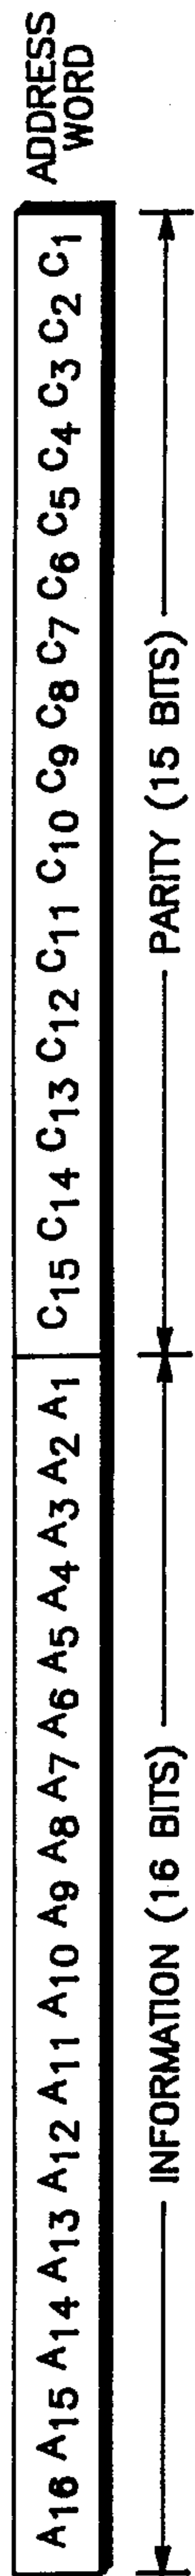 A16 A15 A14 A13 A12 A11 A10 A9 A8 A7 A6 A5 A4 A3 A2 A1 C15 C14 C13 C12 C11 C10 C9 C8 C7 C6 C5 C4 C3 C2 C1
ADDRESS
WORD
INFORMATION (16 BITS)
PARITY (15 BITS)